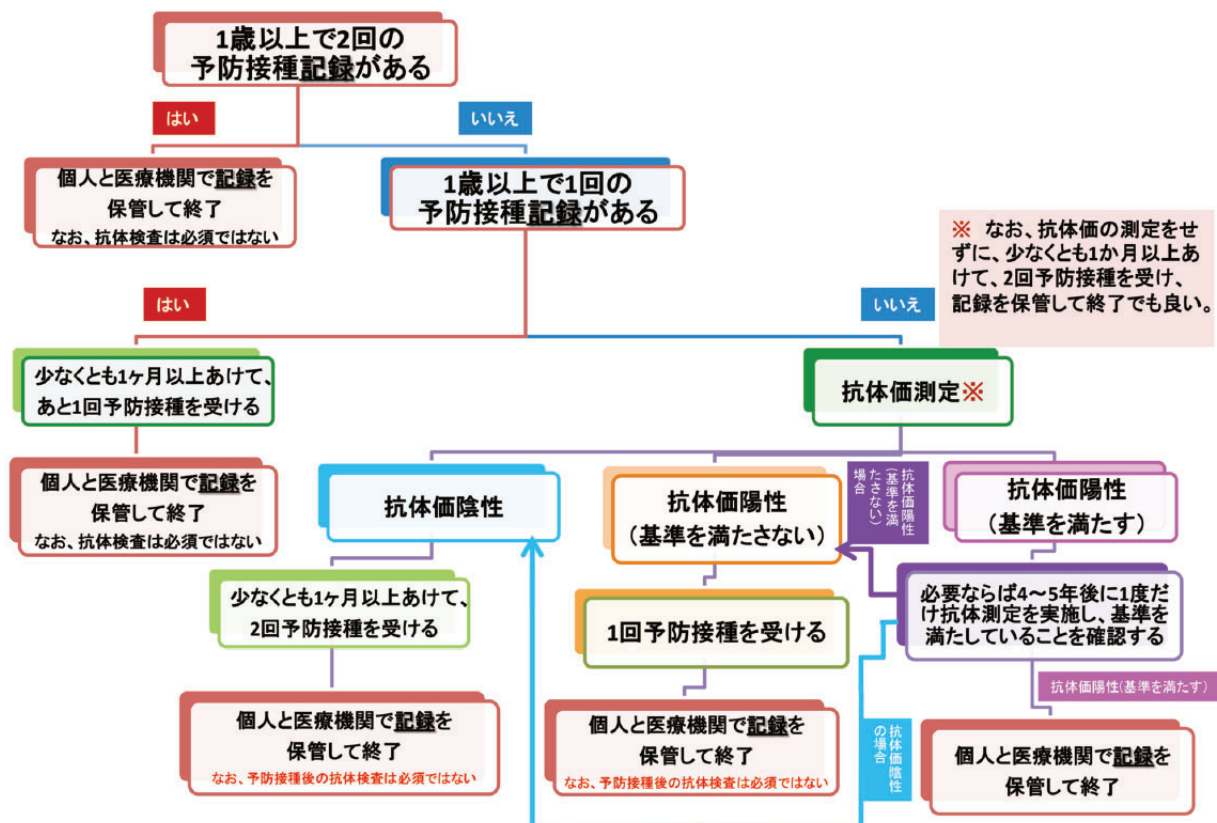 1歳以上で2回の
予防接種記録がある
はい
いいえ
個人と医療機関で記録を
保管して終了
なお、抗体検査は必須ではない
1歳以上で1回の
予防接種記録がある
※ なお、抗体価の測定をせ
ずに、少なくとも1か月以上あ
けて、2回予防接種を受け、
記録を保管して終了でも良い。
はい
いいえ
少なくとも1ヶ月以上あけて、
あと1回予防接種を受ける
抗体価測定※
個人と医療機関で記録を
保管して終了
なお、抗体検査は必須ではない
抗体価陰性
抗体価陽性
（基準を満たさない）
抗体価陽性
（基準を満
たさない）
場合
抗体価陽性
（基準を満たす）
少なくとも1ヶ月以上あけて、
2回予防接種を受ける
1回予防接種を受ける
必要ならば4～5年後に1度だ
け抗体測定を実施し、基準を
満たしていることを確認する
抗体価陽性(基準を満たす)
個人と医療機関で記録を
保管して終了
なお、予防接種後の抗体検査は必須ではない
個人と医療機関で記録を
保管して終了
なお、予防接種後の抗体検査は必須ではない
抗体価陰性
の場合
個人と医療機関で記録を
保管して終了